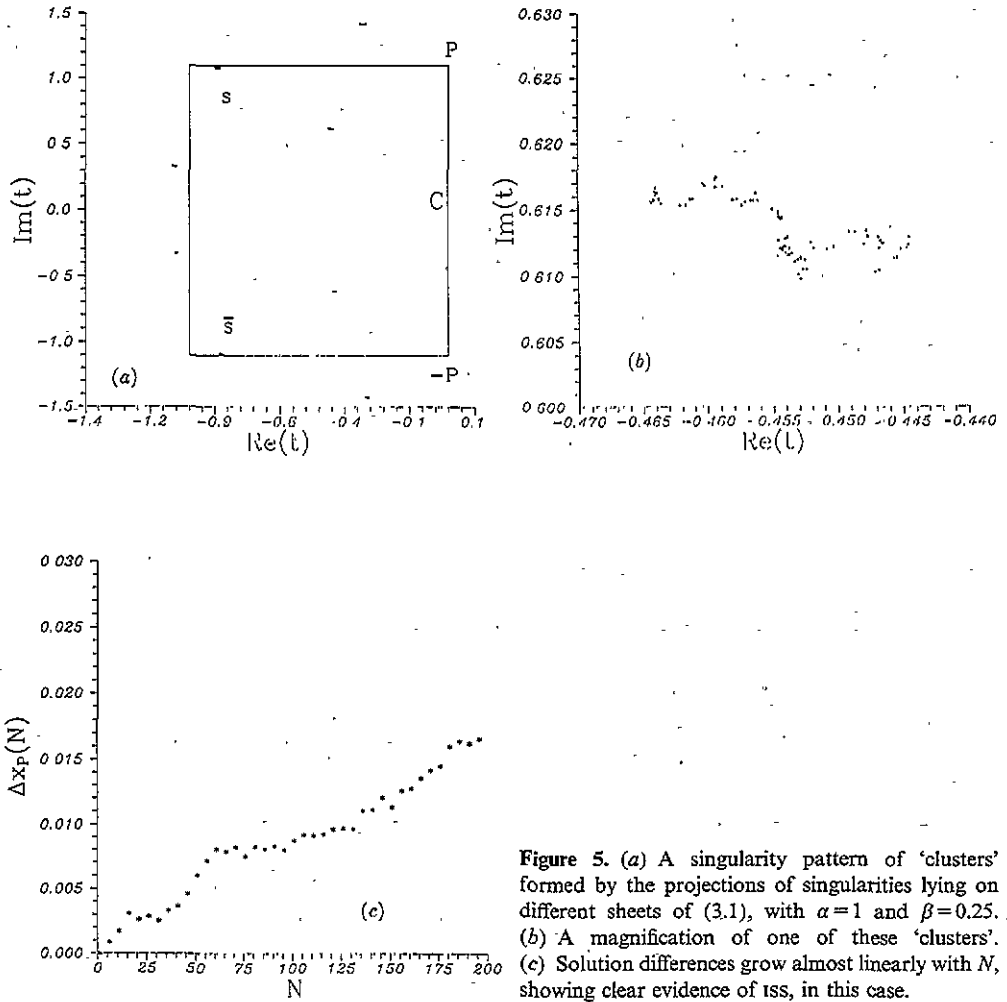 Im(t)
1.5
1.0
0.5
0.0
−0.5
−1.0
−1.5
P
S
C
S̄
−P
(a)
−1.4 −1.2 −0.9 −0.6 −0.4 −0.1 0.1
Re(t)
Im(t)
0.630
0.625
0.620
0.615
0.610
0.605
0.600
(b)
−0.470 −0.465 −0.460 −0.455 −0.450 −0.445 −0.440
Re(t)
Δx_P(N)
0.030
0.025
0.020
0.015
0.010
0.005
0.000
(c)
0 25 50 75 100 125 150 175 200
N
Figure 5. (a) A singularity pattern of ‘clusters’
formed by the projections of singularities lying on
different sheets of (3.1), with α=1 and β=0.25.
(b) A magnification of one of these ‘clusters’.
(c) Solution differences grow almost linearly with N,
showing clear evidence of ISS, in this case.